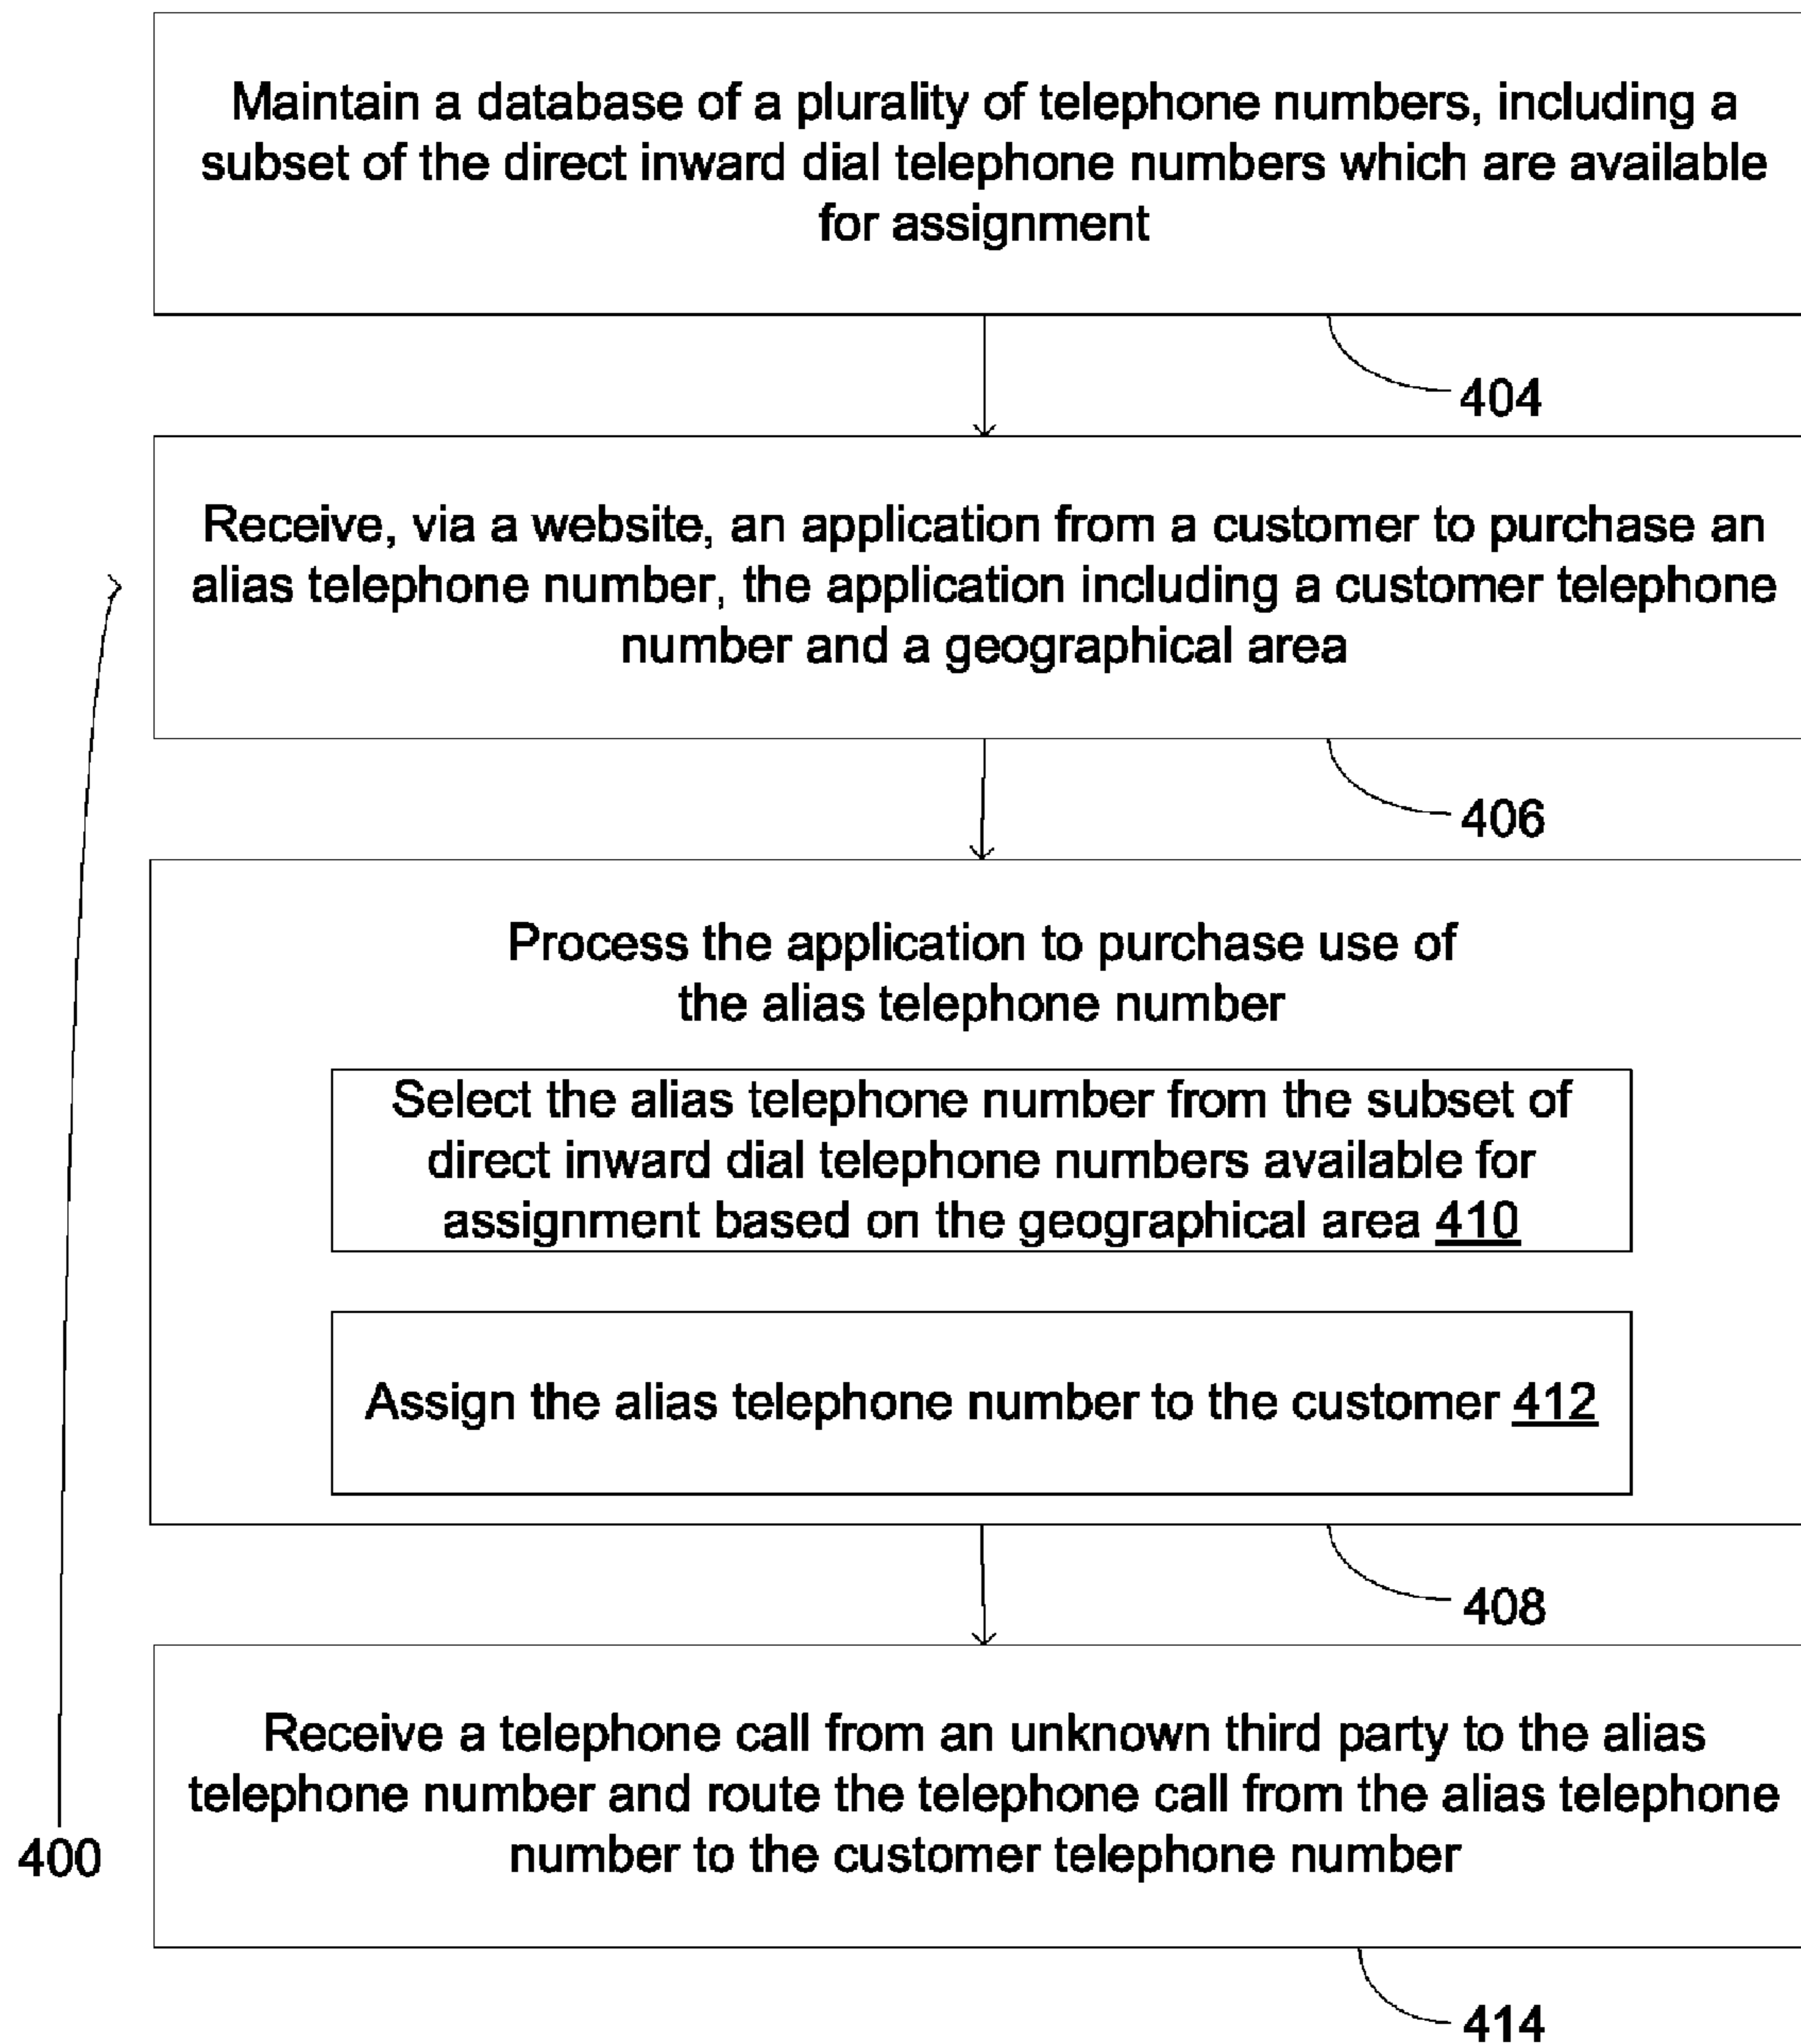 Maintain a database of a plurality of telephone numbers, including a
subset of the direct inward dial telephone numbers which are available
for assignment
404
Receive, via a website, an application from a customer to purchase an
alias telephone number, the application including a customer telephone
number and a geographical area
406
Process the application to purchase use of
the alias telephone number
Select the alias telephone number from the subset of
direct inward dial telephone numbers available for
assignment based on the geographical area 410
Assign the alias telephone number to the customer 412
408
Receive a telephone call from an unknown third party to the alias
telephone number and route the telephone call from the alias telephone
number to the customer telephone number
400
414